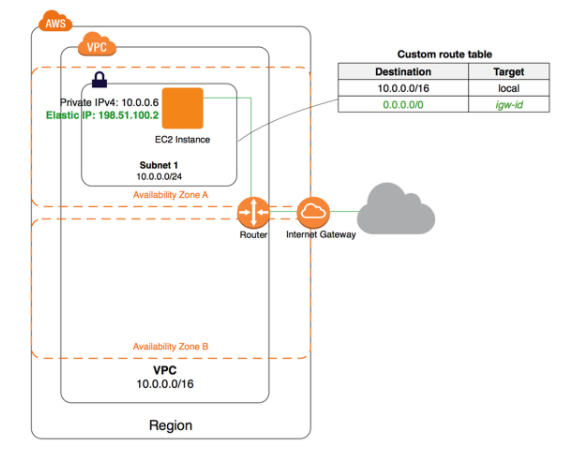 AWS
VPC
Custom route table
Destination Target
10.0.0.0/16 local
0.0.0.0/0 igw-id
Private IPv4: 10.0.0.6
Elastic IP: 198.51.100.2
EC2 Instance
Subnet 1
10.0.0.0/24
Availability Zone A
Router
Internet Gateway
Availability Zone B
VPC
10.0.0.0/16
Region